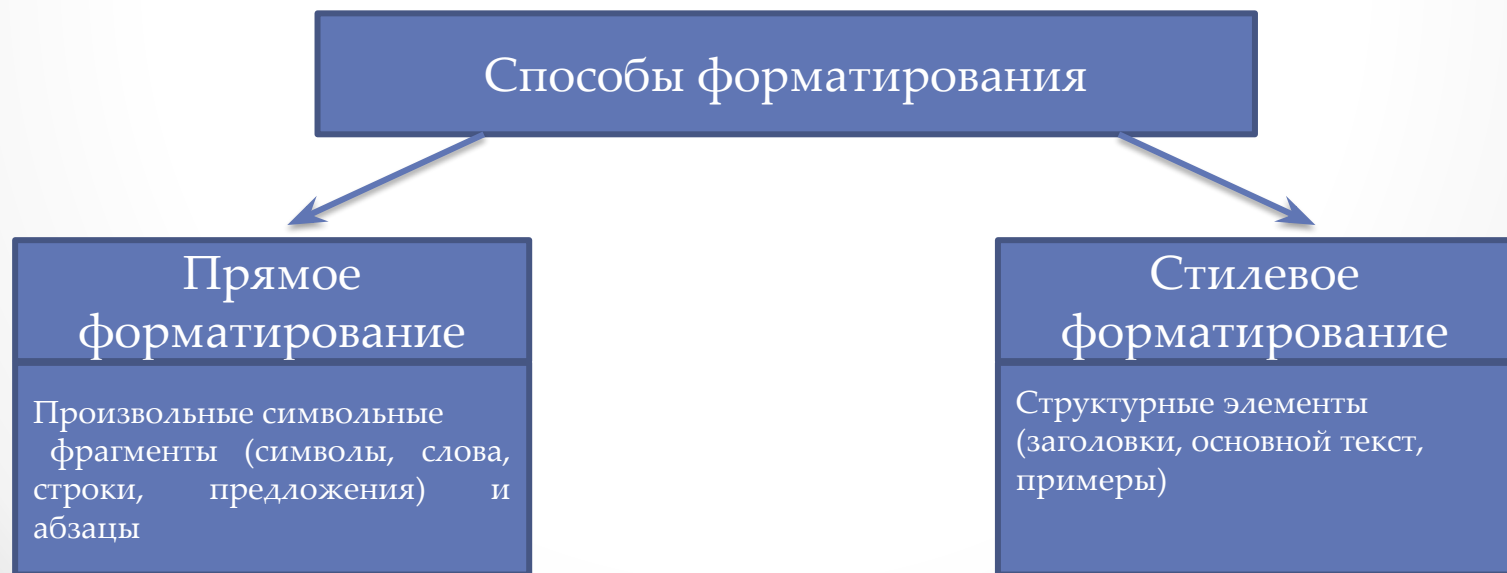 Способы форматирования
Прямое
форматирование
Произвольные символьные
фрагменты (символы, слова,
строки, предложения) и
абзацы
Стилевое
форматирование
Структурные элементы
(заголовки, основной текст,
примеры)